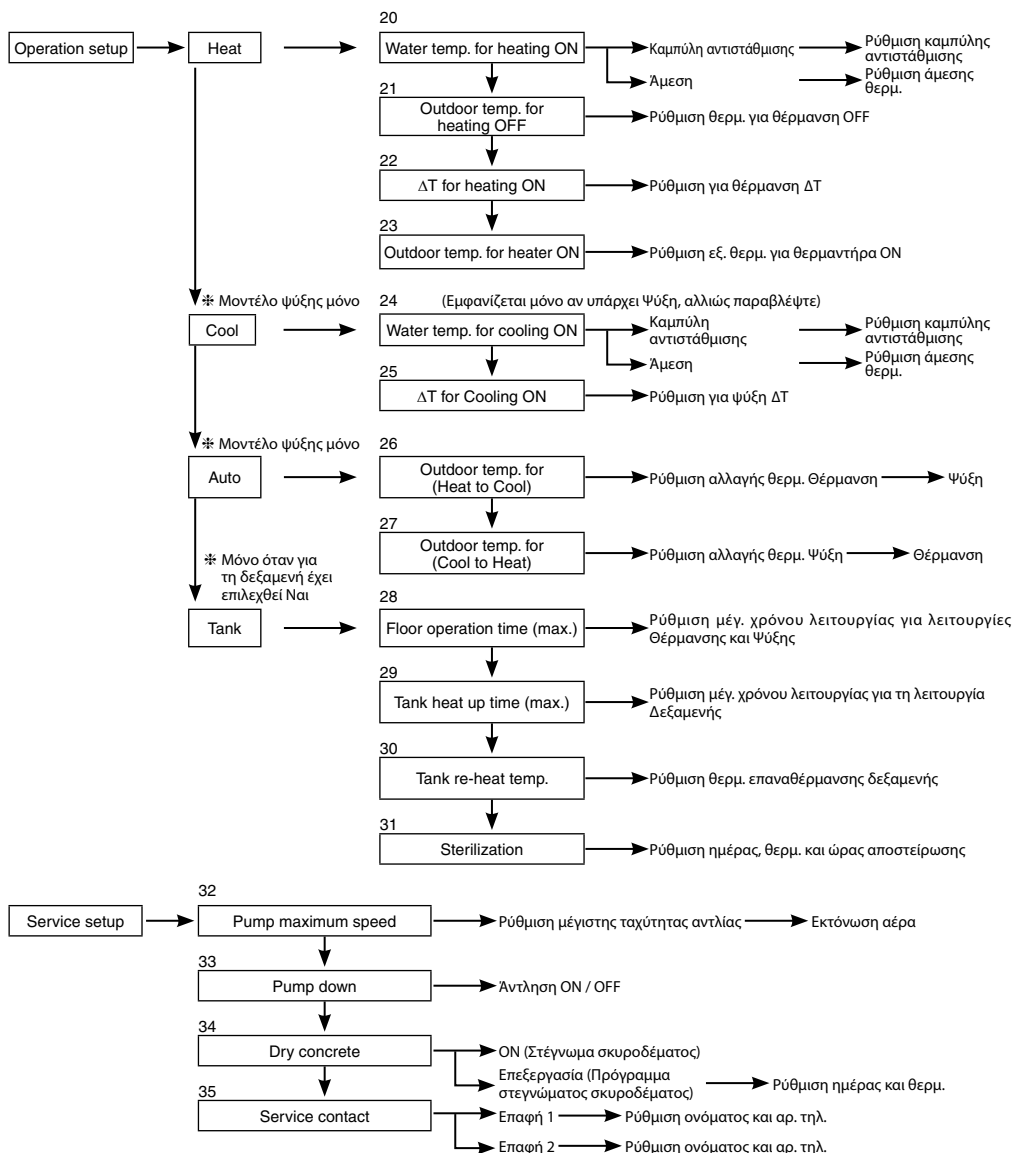 20
Operation setup Heat Water temp. for heating ON Καμπύλη αντιστάθμισης Ρύθμιση καμπύλης
αντιστάθμισης
Άμεση Ρύθμιση άμεσης
θερμ.
21
Outdoor temp. for
heating OFF
Ρύθμιση θερμ. για θέρμανση OFF
22
ΔT for heating ON Ρύθμιση για θέρμανση ΔT
23
Outdoor temp. for heater ON Ρύθμιση εξ. θερμ. για θερμαντήρα ON
❈ Μοντέλο ψύξης μόνο 24 (Εμφανίζεται μόνο αν υπάρχει Ψύξη, αλλιώς παραβλέψτε)
Cool Water temp. for cooling ON Καμπύλη
αντιστάθμισης
Ρύθμιση καμπύλης
αντιστάθμισης
Άμεση Ρύθμιση άμεσης
θερμ.
25
ΔT for Cooling ON Ρύθμιση για ψύξη ΔT
❈ Μοντέλο ψύξης μόνο 26
Auto Outdoor temp. for
(Heat to Cool)
Ρύθμιση αλλαγής θερμ. Θέρμανση Ψύξη
27
Outdoor temp. for
(Cool to Heat)
Ρύθμιση αλλαγής θερμ. Ψύξη Θέρμανση
❈ Μόνο όταν για
τη δεξαμενή έχει
επιλεχθεί Ναι
28
Tank Floor operation time (max.) Ρύθμιση μέγ. χρόνου λειτουργίας για λειτουργίες
Θέρμανσης και Ψύξης
29
Tank heat up time (max.) Ρύθμιση μέγ. χρόνου λειτουργίας για τη λειτουργία
Δεξαμενής
30
Tank re-heat temp. Ρύθμιση θερμ. επαναθέρμανσης δεξαμενής
31
Sterilization Ρύθμιση ημέρας, θερμ. και ώρας αποστείρωσης
32
Service setup Pump maximum speed Ρύθμιση μέγιστης ταχύτητας αντλίας Εκτόνωση αέρα
33
Pump down Άντληση ON / OFF
34
Dry concrete ON (Στέγνωμα σκυροδέματος)
Επεξεργασία (Πρόγραμμα
στεγνώματος σκυροδέματος)
Ρύθμιση ημέρας και θερμ.
35
Service contact Επαφή 1 Ρύθμιση ονόματος και αρ. τηλ.
Επαφή 2 Ρύθμιση ονόματος και αρ. τηλ.